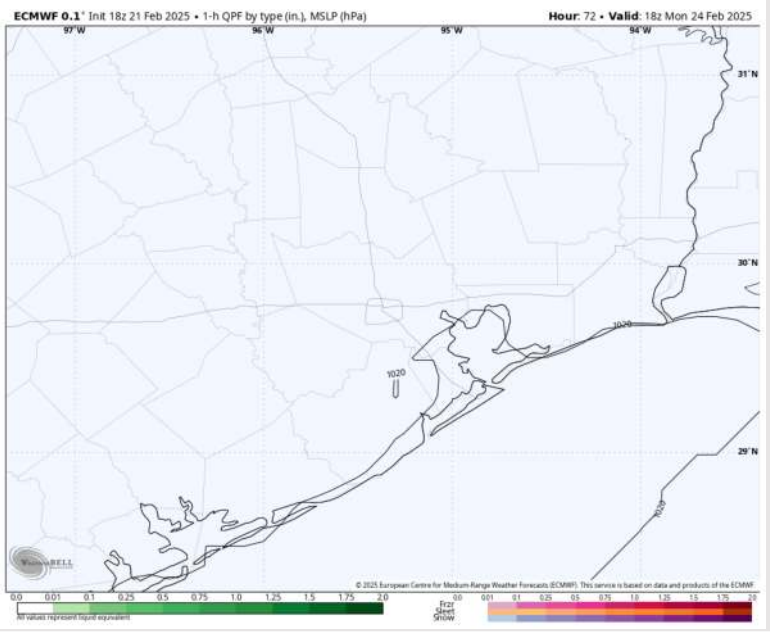 ECMWF 0.1° Init 18z 21 Feb 2025 • 1-h QPF by type (in.), MSLP (hPa) Hour: 72 • Valid: 18z Mon 24 Feb 2025
97°W 96°W 95°W 94°W
31°N
30°N
1020
1020
29°N
1020
WeatherBELL
© 2025 European Centre for Medium-Range Weather Forecasts (ECMWF). This service is based on data and products of the ECMWF
0.0 0.01 0.1 0.25 0.5 0.75 1.0 1.25 1.5 1.75 2.0 0.0 0.01 0.1 0.25 0.5 0.75 1.0 1.25 1.5 1.75 2.0
Frzr
Sleet
Snow
All values represent liquid equivalent